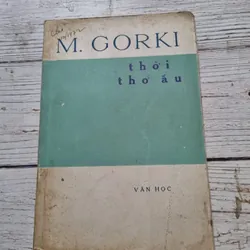 M. GORKI
thời
thơ ấu
VĂN HỌC